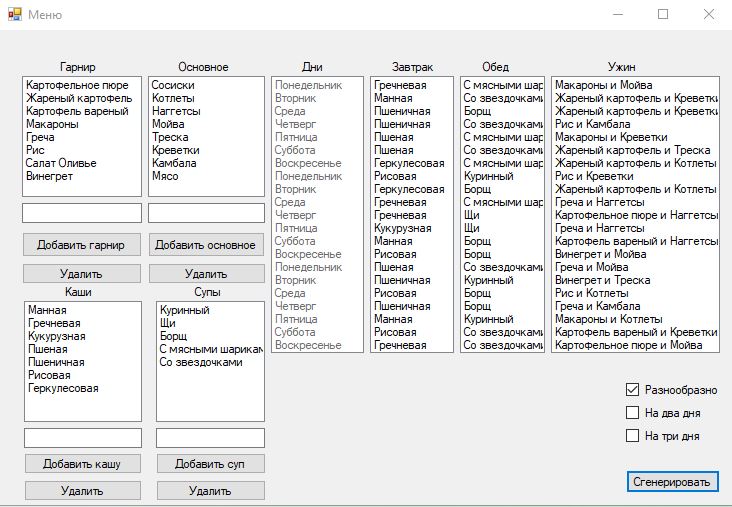 Меню
Гарнир
Картофельное пюре
Жареный картофель
Картофель вареный
Макароны
Греча
Рис
Салат Оливье
Винегрет
Добавить гарнир
Удалить
Основное
Сосиски
Котлеты
Наггетсы
Мойва
Треска
Креветки
Камбала
Мясо
Добавить основное
Удалить
Каши
Манная
Гречневая
Кукурузная
Пшеная
Пшеничная
Рисовая
Геркулесовая
Добавить кашу
Удалить
Супы
Куринный
Щи
Борщ
С мясными шарикам
Со звездочками
Добавить суп
Удалить
Дни
Понедельник
Вторник
Среда
Четверг
Пятница
Суббота
Воскресенье
Понедельник
Вторник
Среда
Четверг
Пятница
Суббота
Воскресенье
Понедельник
Вторник
Среда
Четверг
Пятница
Суббота
Воскресенье
Завтрак
Гречневая
Манная
Пшеничная
Пшеничная
Пшеная
Пшеная
Геркулесовая
Рисовая
Геркулесовая
Гречневая
Гречневая
Кукурузная
Манная
Рисовая
Пшеная
Пшеничная
Рисовая
Пшеничная
Манная
Рисовая
Гречневая
Обед
С мясными шар
Со звездочками
Борщ
Со звездочками
С мясными шар
Со звездочками
С мясными шар
Куринный
Борщ
С мясными шар
Щи
Щи
Борщ
Борщ
Со звездочками
Куринный
Борщ
Борщ
Куринный
Со звездочками
Со звездочками
Ужин
Макароны и Мойва
Жареный картофель и Креветки
Жареный картофель и Креветки
Рис и Камбала
Макароны и Креветки
Жареный картофель и Треска
Жареный картофель и Котлеты
Рис и Креветки
Жареный картофель и Котлеты
Греча и Наггетсы
Картофельное пюре и Наггетсы
Греча и Наггетсы
Картофель вареный и Наггетсы
Винегрет и Мойва
Греча и Мойва
Винегрет и Треска
Рис и Котлеты
Греча и Камбала
Макароны и Котлеты
Картофель вареный и Креветки
Картофельное пюре и Мойва
Разнообразно
На два дня
На три дня
Сгенерировать